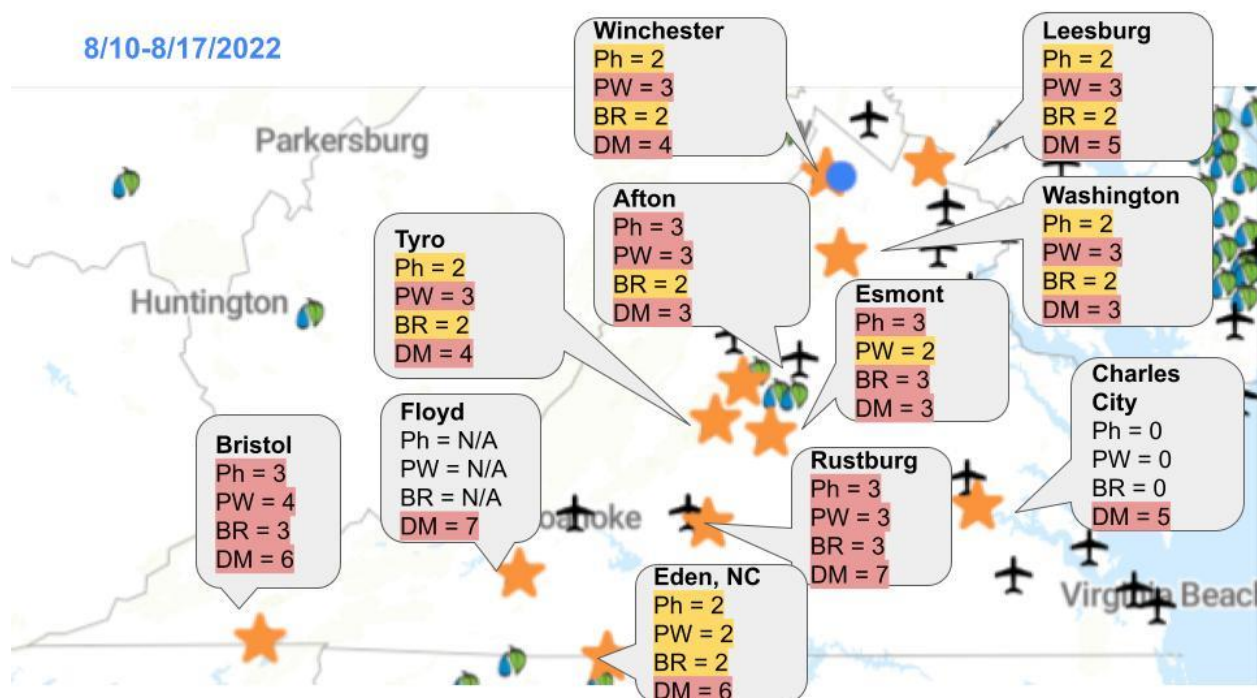 8/10-8/17/2022
Winchester
Ph = 2
PW = 3
BR = 2
DM = 4
Leesburg
Ph = 2
PW = 3
BR = 2
DM = 5
Parkersburg
Afton
Ph = 3
PW = 3
BR = 2
DM = 3
Washington
Ph = 2
PW = 3
BR = 2
DM = 3
Tyro
Ph = 2
PW = 3
BR = 2
DM = 4
Huntington
Esmont
Ph = 3
PW = 2
BR = 3
DM = 3
Charles
City
Ph = 0
PW = 0
BR = 0
DM = 5
Floyd
Ph = N/A
PW = N/A
BR = N/A
DM = 7
Bristol
Ph = 3
PW = 4
BR = 3
DM = 6
Rustburg
Ph = 3
PW = 3
BR = 3
DM = 7
oanoke
Eden, NC
Ph = 2
PW = 2
BR = 2
DM = 6
Virginia Beach